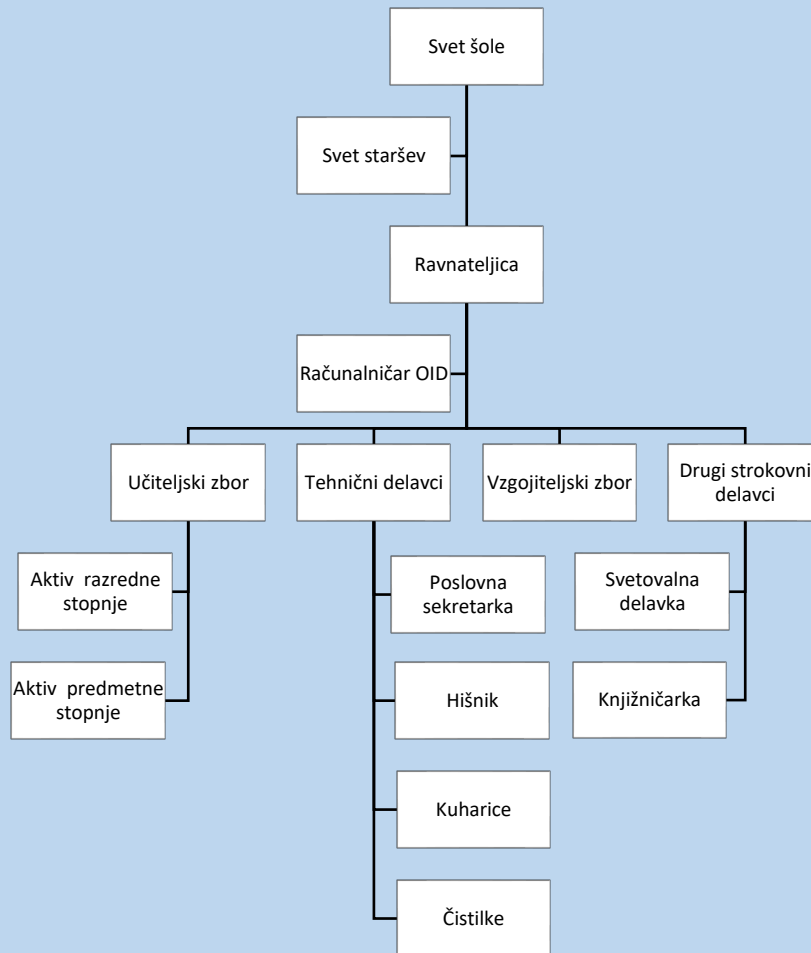 Svet šole
Svet staršev
Ravnateljica
Računalničar OID
Učiteljski zbor
Tehnični delavci
Vzgojiteljski zbor
Drugi strokovni
delavci
Aktiv razredne
stopnje
Poslovna
sekretarka
Svetovalna
delavka
Aktiv predmetne
stopnje
Hišnik
Knjižničarka
Kuharice
Čistilke